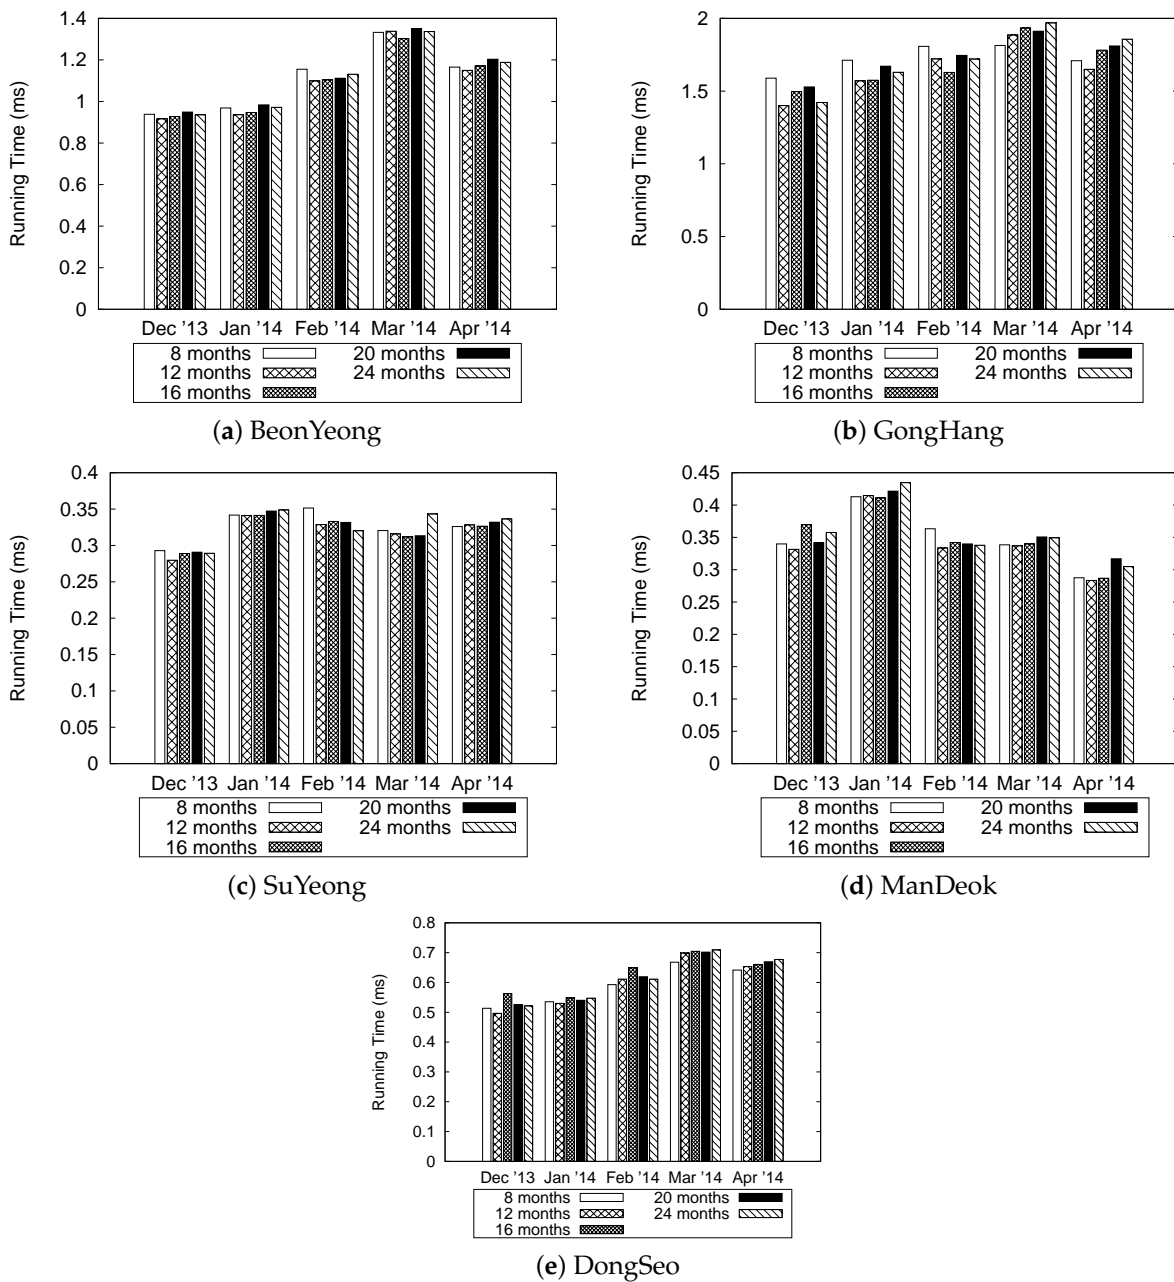 Running Time (ms)
1.4
1.2
1
0.8
0.6
0.4
0.2
0
Dec ’13 Jan ’14 Feb ’14 Mar ’14 Apr ’14
8 months 20 months
12 months 24 months
16 months
(a) BeonYeong
Running Time (ms)
2
1.5
1
0.5
0
Dec ’13 Jan ’14 Feb ’14 Mar ’14 Apr ’14
8 months 20 months
12 months 24 months
16 months
(b) GongHang
Running Time (ms)
0.4
0.35
0.3
0.25
0.2
0.15
0.1
0.05
0
Dec ’13 Jan ’14 Feb ’14 Mar ’14 Apr ’14
8 months 20 months
12 months 24 months
16 months
(c) SuYeong
Running Time (ms)
0.45
0.4
0.35
0.3
0.25
0.2
0.15
0.1
0.05
0
Dec ’13 Jan ’14 Feb ’14 Mar ’14 Apr ’14
8 months 20 months
12 months 24 months
16 months
(d) ManDeok
Running Time (ms)
0.8
0.7
0.6
0.5
0.4
0.3
0.2
0.1
0
Dec ’13 Jan ’14 Feb ’14 Mar ’14 Apr ’14
8 months 20 months
12 months 24 months
16 months
(e) DongSeo